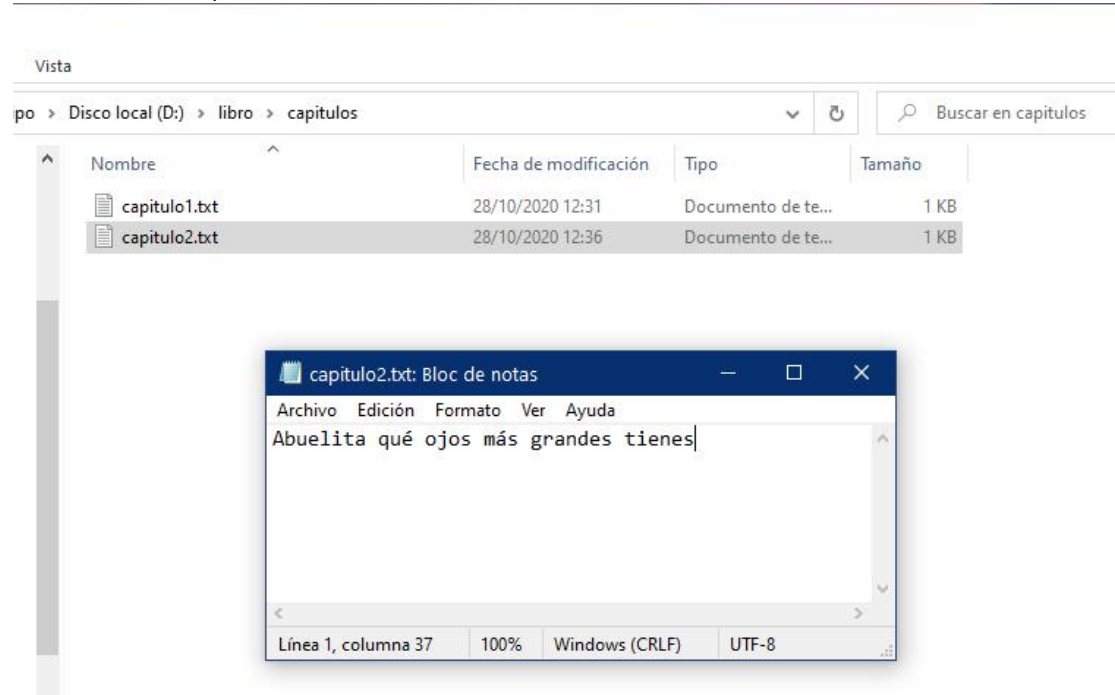 Vista
po > Disco local (D:) > libro > capitulos
Buscar en capitulos
Nombre Fecha de modificación Tipo Tamaño
capitulo1.txt 28/10/2020 12:31 Documento de te... 1 KB
capitulo2.txt 28/10/2020 12:36 Documento de te... 1 KB
capitulo2.txt: Bloc de notas
Archivo Edición Formato Ver Ayuda
Abuelita qué ojos más grandes tienes
Línea 1, columna 37 100% Windows (CRLF) UTF-8